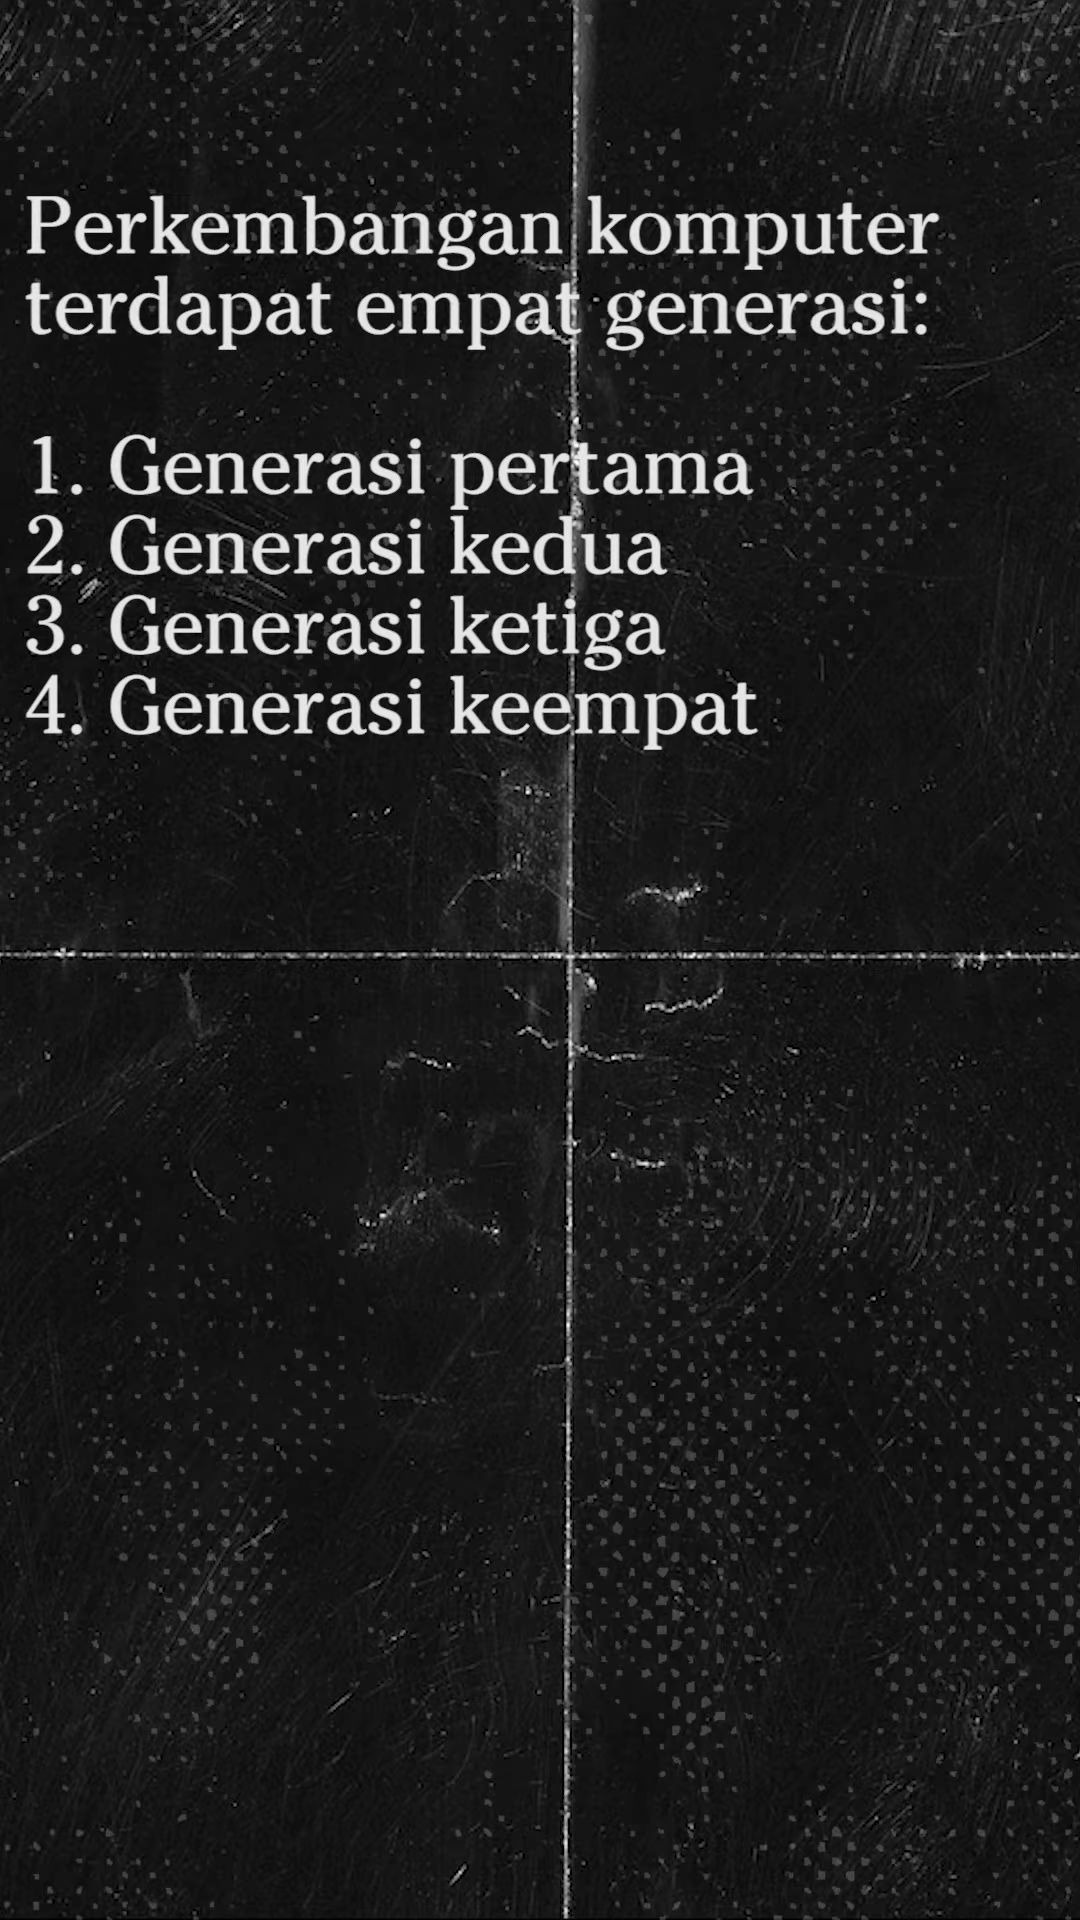 Perkembangan komputer
terdapat empat generasi:
1. Generasi pertama
2. Generasi kedua
3. Generasi ketiga
4. Generasi keempat